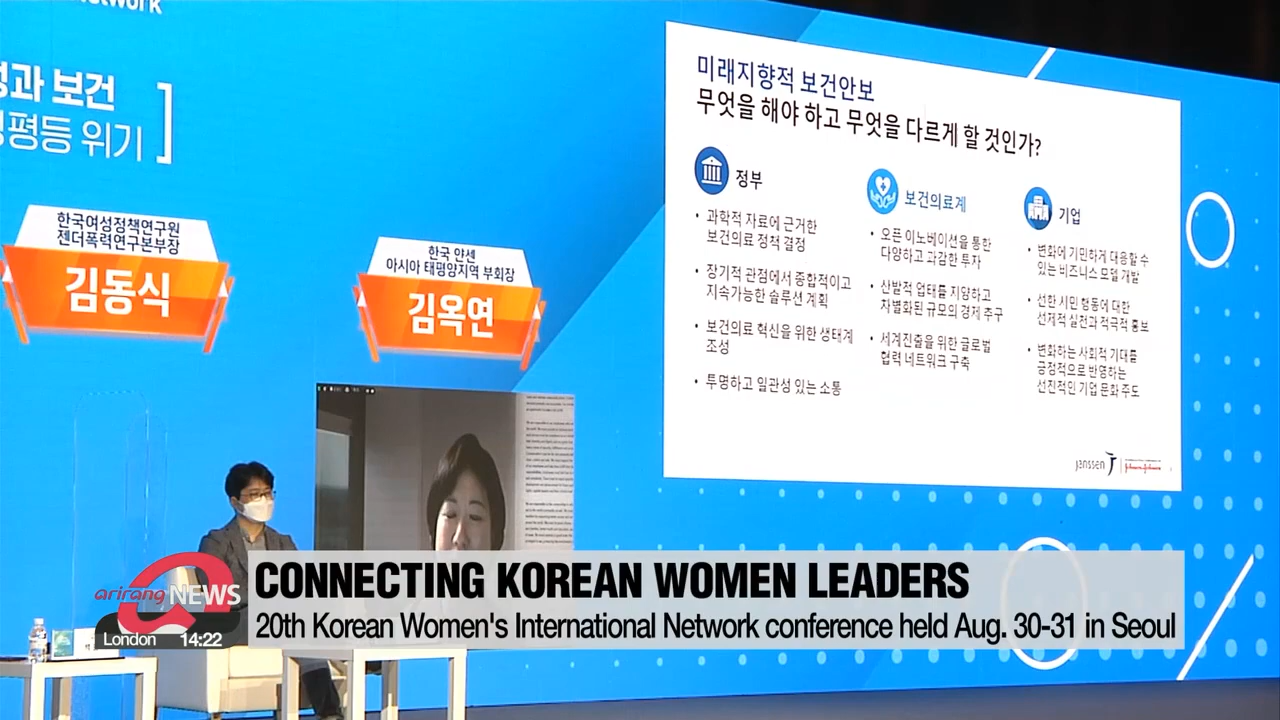 성과 보건
평등 위기 ]
한국여성정책연구원
젠더폭력연구본부장
김동식
한국 얀센
아시아 태평양지역 부회장
김옥연
미래지향적 보건안보
무엇을 해야 하고 무엇을 다르게 할 것인가?
정부
• 과학적 자료에 근거한
보건의료 정책 결정
• 장기적 관점에서 종합적이고
지속가능한 솔루션 계획
• 보건의료 혁신을 위한 생태계
조성
• 투명하고 일관성 있는 소통
보건의료계
• 오픈 이노베이션을 통한
다양하고 과감한 투자
• 산발적 업태를 지양하고
차별화된 규모의 경제 추구
• 세계진출을 위한 글로벌
협력 네트워크 구축
기업
• 변화에 기민하게 대응할 수
있는 비즈니스 모델 개발
• 선한 시민 행동에 대한
선제적 실천과 적극적 홍보
• 변화하는 사회적 기대를
긍정적으로 반영하는
선진적인 기업 문화 주도
janssen
Johnson&Johnson
arirang NEWS
London 14:22
CONNECTING KOREAN WOMEN LEADERS
20th Korean Women's International Network conference held Aug. 30-31 in Seoul